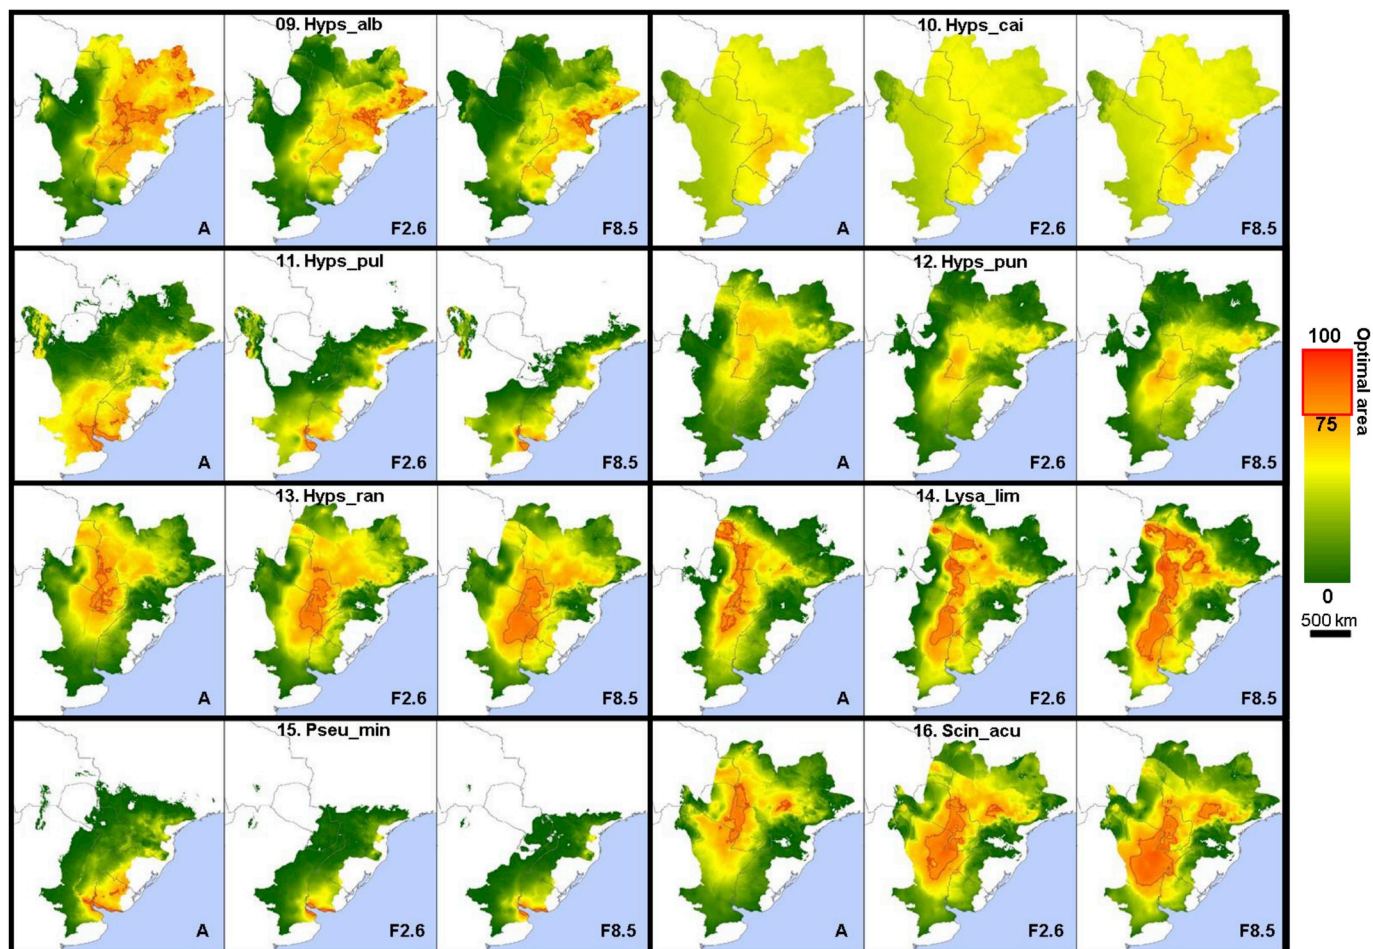 09. Hyps_alb
A
F2.6
F8.5
10. Hyps_cai
A
F2.6
F8.5
11. Hyps_pul
A
F2.6
F8.5
12. Hyps_pun
A
F2.6
F8.5
13. Hyps_ran
A
F2.6
F8.5
14. Lysa_lim
A
F2.6
F8.5
15. Pseu_min
A
F2.6
F8.5
16. Scin_acu
A
F2.6
F8.5
100
75
0
Optimal area
500 km